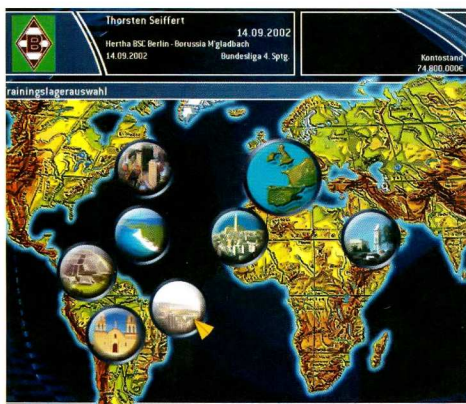 Thorsten Seiffert
14.09.2002
Hertha BSC Berlin - Borussia M'gladbach
14.09.2002 Bundesliga 4. Sptg.
Kontostand
74.800.000€
rainingslagerauswahl